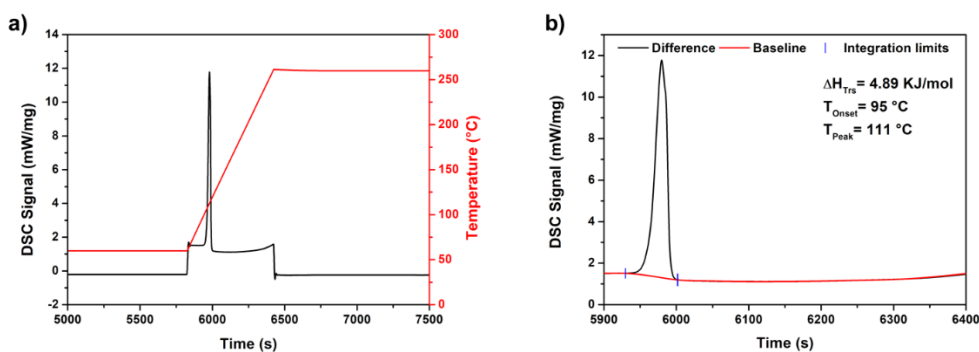 a)
14
12
10
8
6
4
2
0
-2
DSC Signal (mW/mg)
300
250
200
150
100
50
0
Temperature (°C)
5000 5500 6000 6500 7000 7500
Time (s)
b)
12
10
8
6
4
2
0
DSC Signal (mW/mg)
Difference Baseline Integration limits
ΔH_Trs= 4.89 KJ/mol
T_Onset= 95 °C
T_Peak= 111 °C
5900 6000 6100 6200 6300 6400
Time (s)